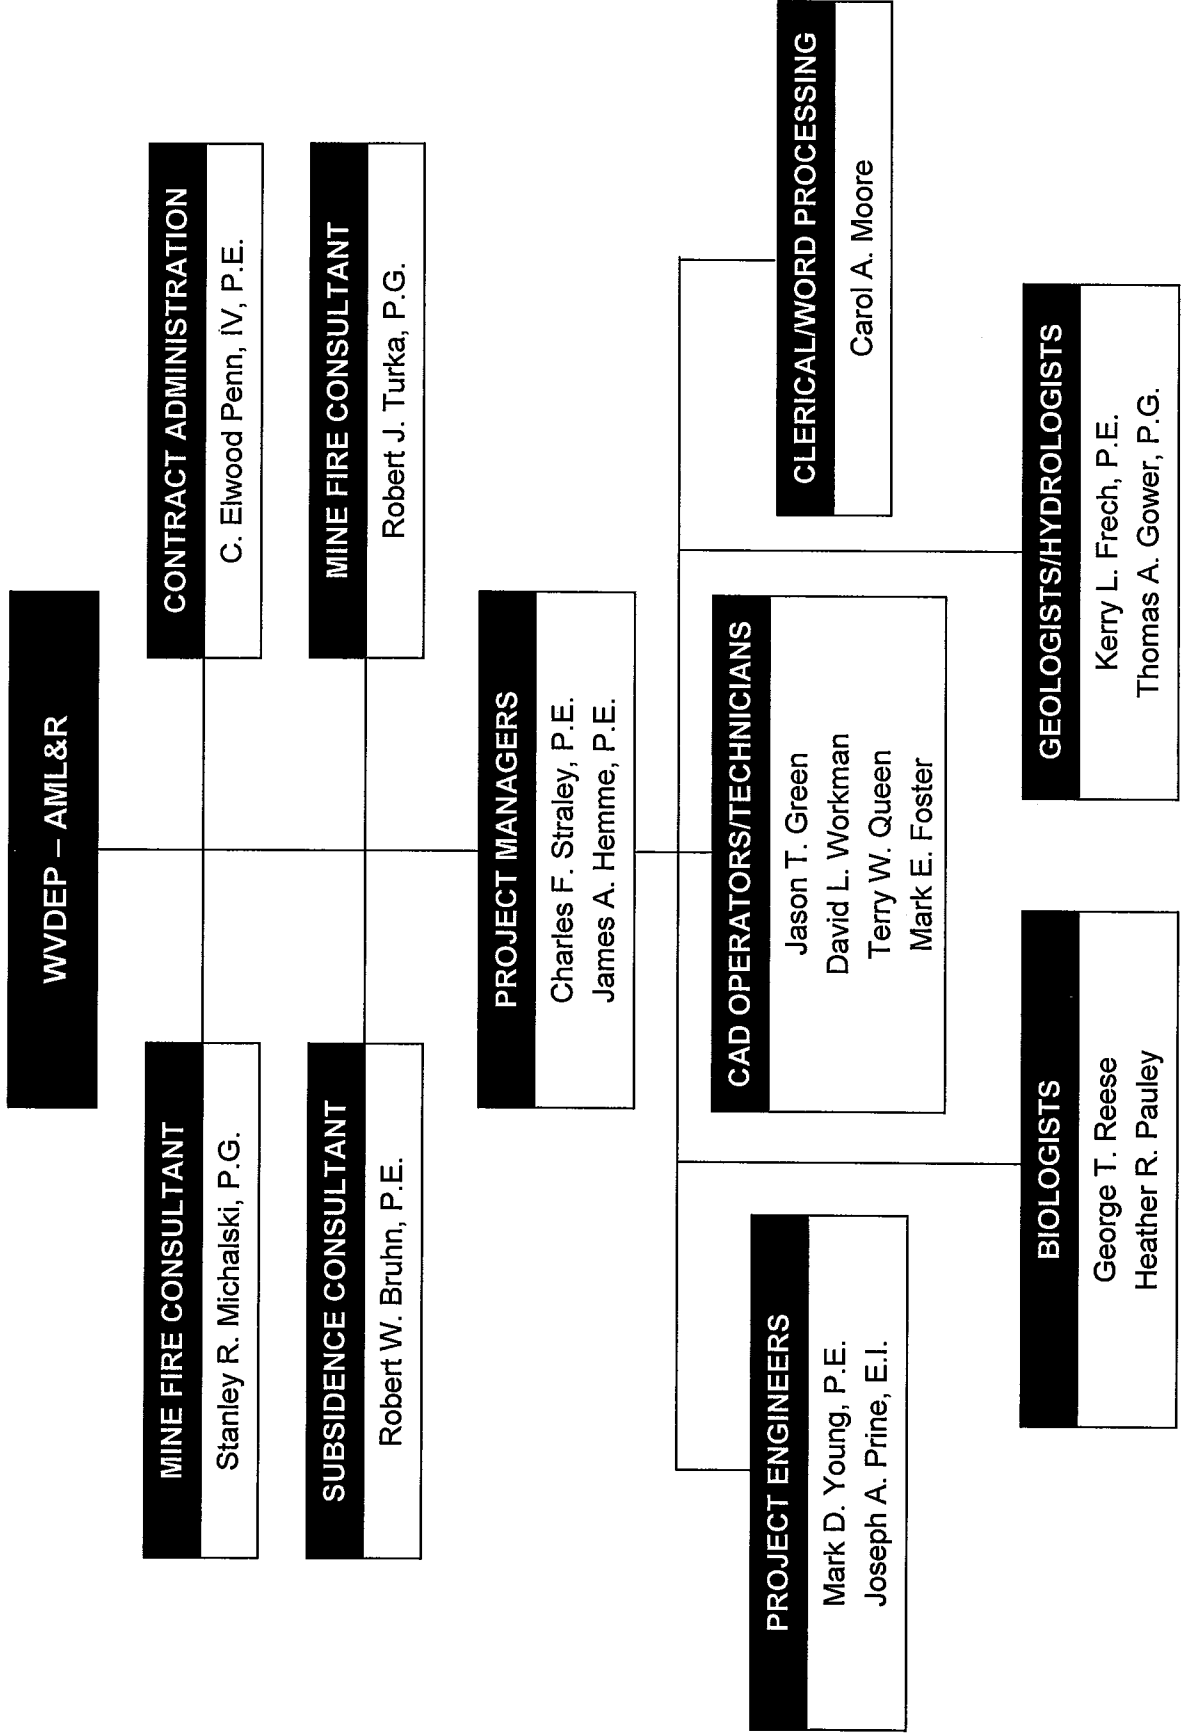 WVDEP – AML&R
MINE FIRE CONSULTANT
Stanley R. Michalski, P.G.
CONTRACT ADMINISTRATION
C. Elwood Penn, IV, P.E.
SUBSIDENCE CONSULTANT
Robert W. Bruhn, P.E.
MINE FIRE CONSULTANT
Robert J. Turka, P.G.
PROJECT MANAGERS
Charles F. Straley, P.E.
James A. Hemme, P.E.
PROJECT ENGINEERS
Mark D. Young, P.E.
Joseph A. Prine, E.I.
CAD OPERATORS/TECHNICIANS
Jason T. Green
David L. Workman
Terry W. Queen
Mark E. Foster
CLERICAL/WORD PROCESSING
Carol A. Moore
BIOLOGISTS
George T. Reese
Heather R. Pauley
GEOLOGISTS/HYDROLOGISTS
Kerry L. Frech, P.E.
Thomas A. Gower, P.G.